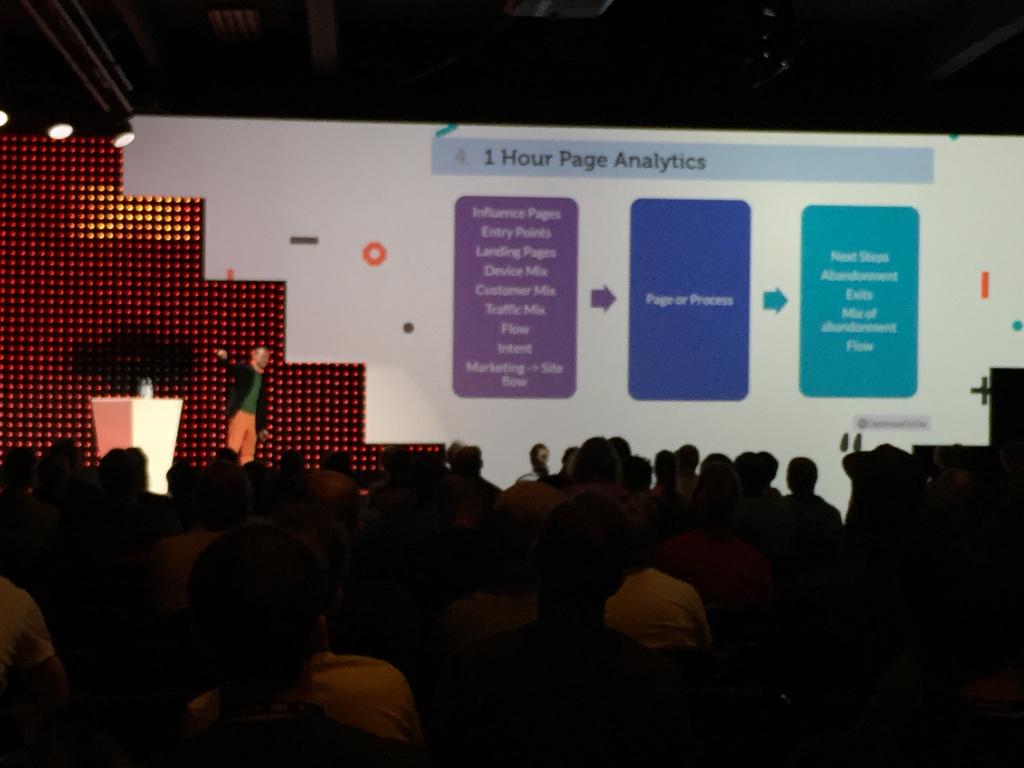 4. 1 Hour Page Analytics
Influence Pages
Entry Points
Landing Pages
Device Mix
Customer Mix
Traffic Mix
Flow
Intent
Marketing -> Site
flow
Page or Process
Next Steps
Abandonment
Exits
Mix of
abandonment
Flow